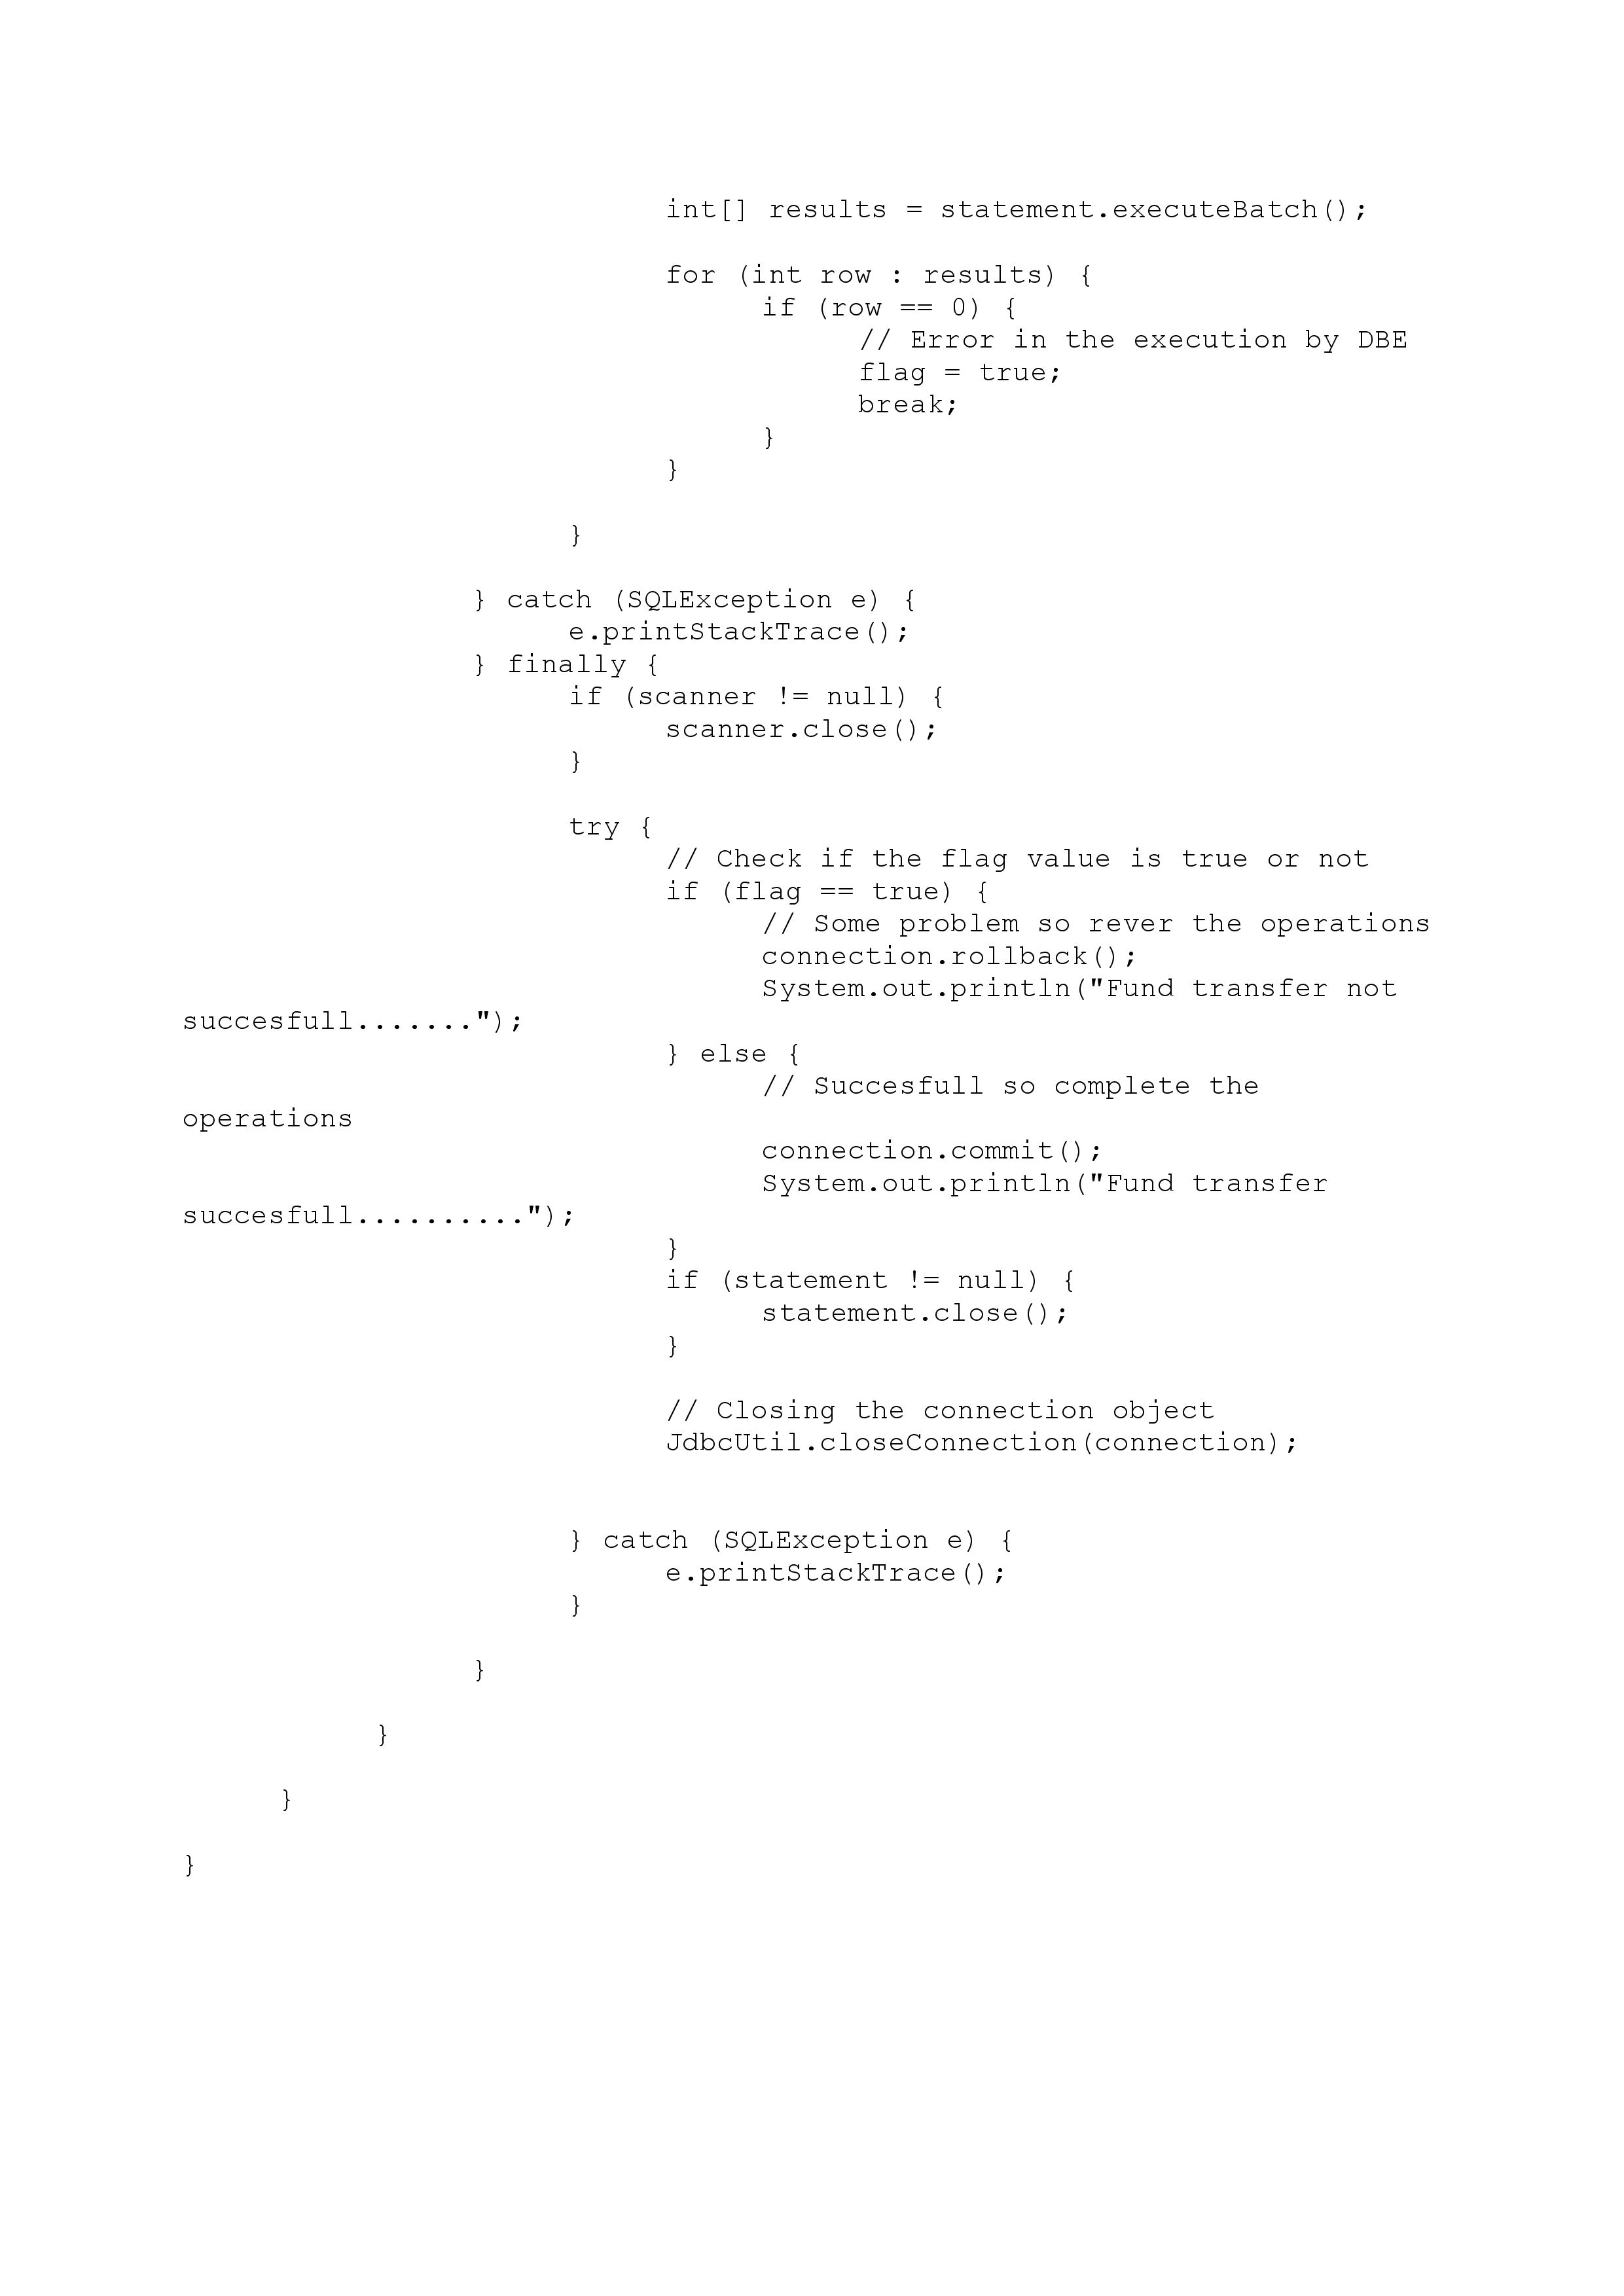 int[] results = statement.executeBatch();
for (int row : results) {
if (row == 0) {
// Error in the execution by DBE
flag = true;
break;
}
}
}
} catch (SQLException e) {
e.printStackTrace();
} finally {
if (scanner != null) {
scanner.close();
}
try {
// Check if the flag value is true or not
if (flag == true) {
// Some problem so rever the operations
connection.rollback();
System.out.println("Fund transfer not
succesfull.......");
} else {
// Succesfull so complete the
operations
connection.commit();
System.out.println("Fund transfer
succesfull..........");
}
if (statement != null) {
statement.close();
}
// Closing the connection object
JdbcUtil.closeConnection(connection);
} catch (SQLException e) {
e.printStackTrace();
}
}
}
}
}